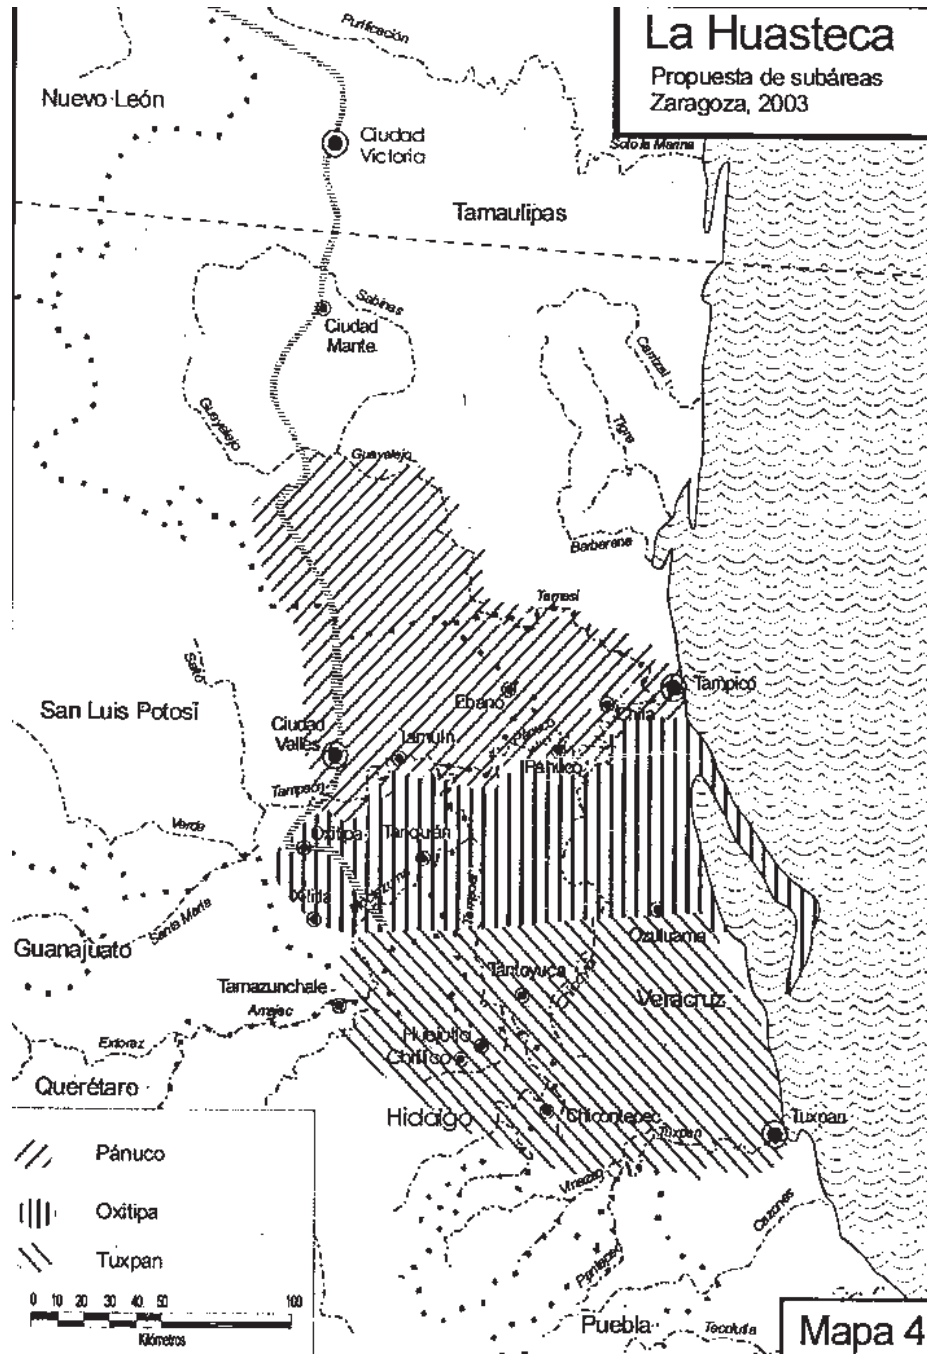 La Huasteca
Propuesta de subáreas
Zaragoza, 2003
Purificación
Nuevo León
Ciudad
Victoria
Soto la Marina
Tamaulipas
Sabinas
Ciudad
Mante
Carrizal
Guayalejo
Tigre
Guayalejo
Barberena
Tamesí
Tampico
Ebano
Chila
San Luis Potosí
Ciudad
Valles
Tamuín
Pánuco
Pánuco
Tampaón
Verde
Oxitipa
Tanquián
Xilitla
Santa María
Guanajuato
Ozuluama
Tantoyuca
Veracruz
Tamazunchale
Amajac
Extoraz
Huejutla
Querétaro
Hidalgo
Chicontepec
Tuxpan
Tuxpan
Vinazco
Cazones
Pantepec
Puebla
Tecolutla
Pánuco
Oxitipa
Tuxpan
0 10 20 30 40 50 100
Kilómetros
Mapa 4